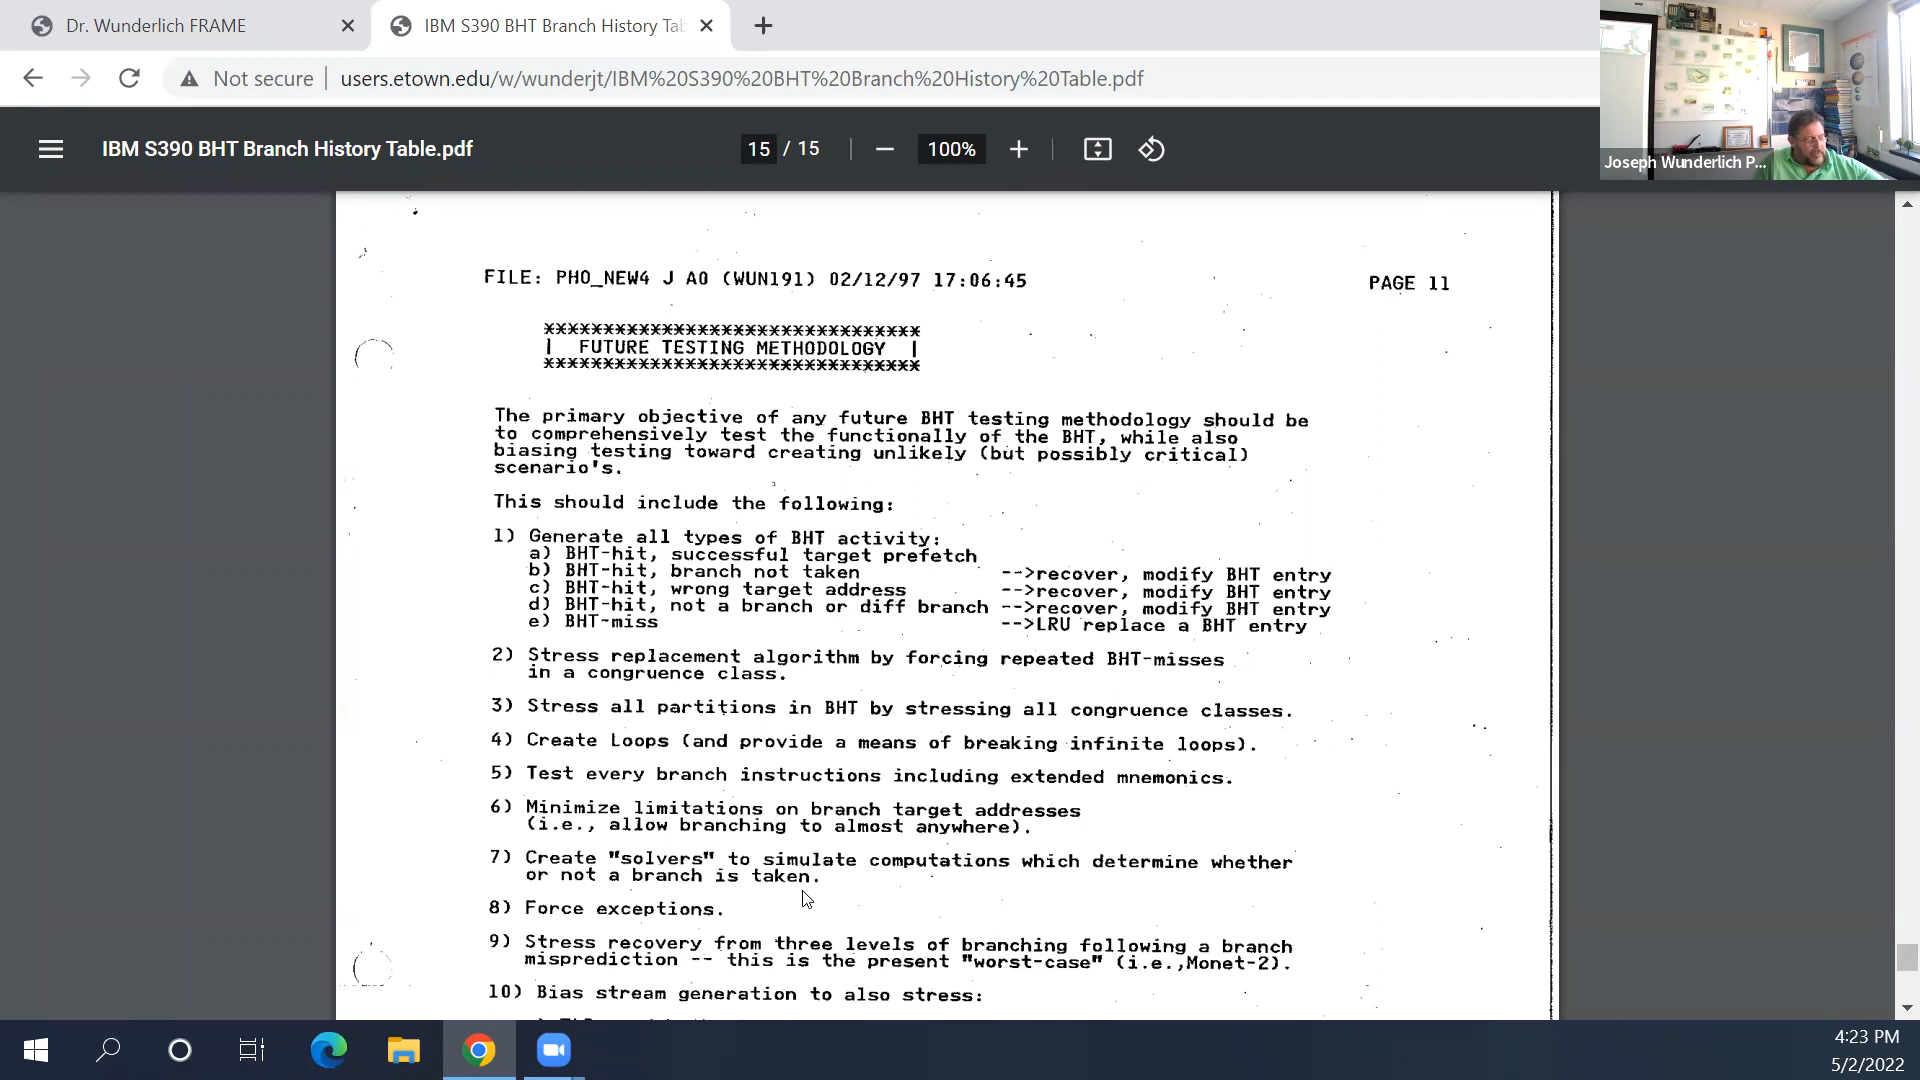 Dr. Wunderlich FRAME
IBM S390 BHT Branch History Tab
Not secure
users.etown.edu/w/wunderjt/IBM%20S390%20BHT%20Branch%20History%20Table.pdf
IBM S390 BHT Branch History Table.pdf
15 / 15
100%
Joseph Wunderlich P...
FILE: PHO_NEW4 J A0 (WUN191) 02/12/97 17:06:45 PAGE 11
********************************
| FUTURE TESTING METHODOLOGY |
********************************
The primary objective of any future BHT testing methodology should be
to comprehensively test the functionally of the BHT, while also
biasing testing toward creating unlikely (but possibly critical)
scenario's.
This should include the following:
1) Generate all types of BHT activity:
a) BHT-hit, successful target prefetch
b) BHT-hit, branch not taken -->recover, modify BHT entry
c) BHT-hit, wrong target address -->recover, modify BHT entry
d) BHT-hit, not a branch or diff branch -->recover, modify BHT entry
e) BHT-miss -->LRU replace a BHT entry
2) Stress replacement algorithm by forcing repeated BHT-misses
in a congruence class.
3) Stress all partitions in BHT by stressing all congruence classes.
4) Create Loops (and provide a means of breaking infinite loops).
5) Test every branch instructions including extended mnemonics.
6) Minimize limitations on branch target addresses
(i.e., allow branching to almost anywhere).
7) Create "solvers" to simulate computations which determine whether
or not a branch is taken.
8) Force exceptions.
9) Stress recovery from three levels of branching following a branch
misprediction -- this is the present "worst-case" (i.e.,Monet-2).
10) Bias stream generation to also stress:
4:23 PM
5/2/2022